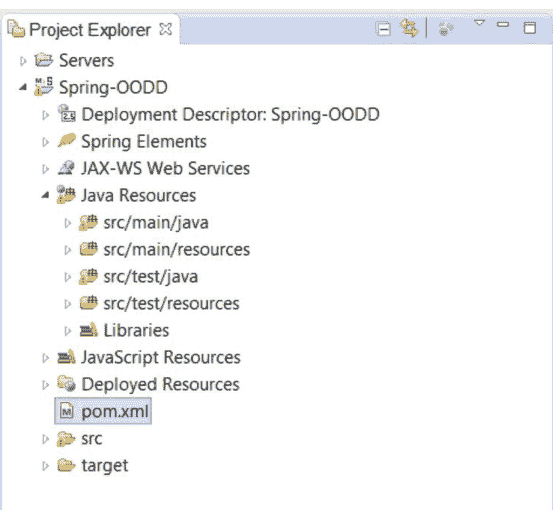 Project Explorer
Servers
Spring-OODD
Deployment Descriptor: Spring-OODD
Spring Elements
JAX-WS Web Services
Java Resources
src/main/java
src/main/resources
src/test/java
src/test/resources
Libraries
JavaScript Resources
Deployed Resources
pom.xml
src
target